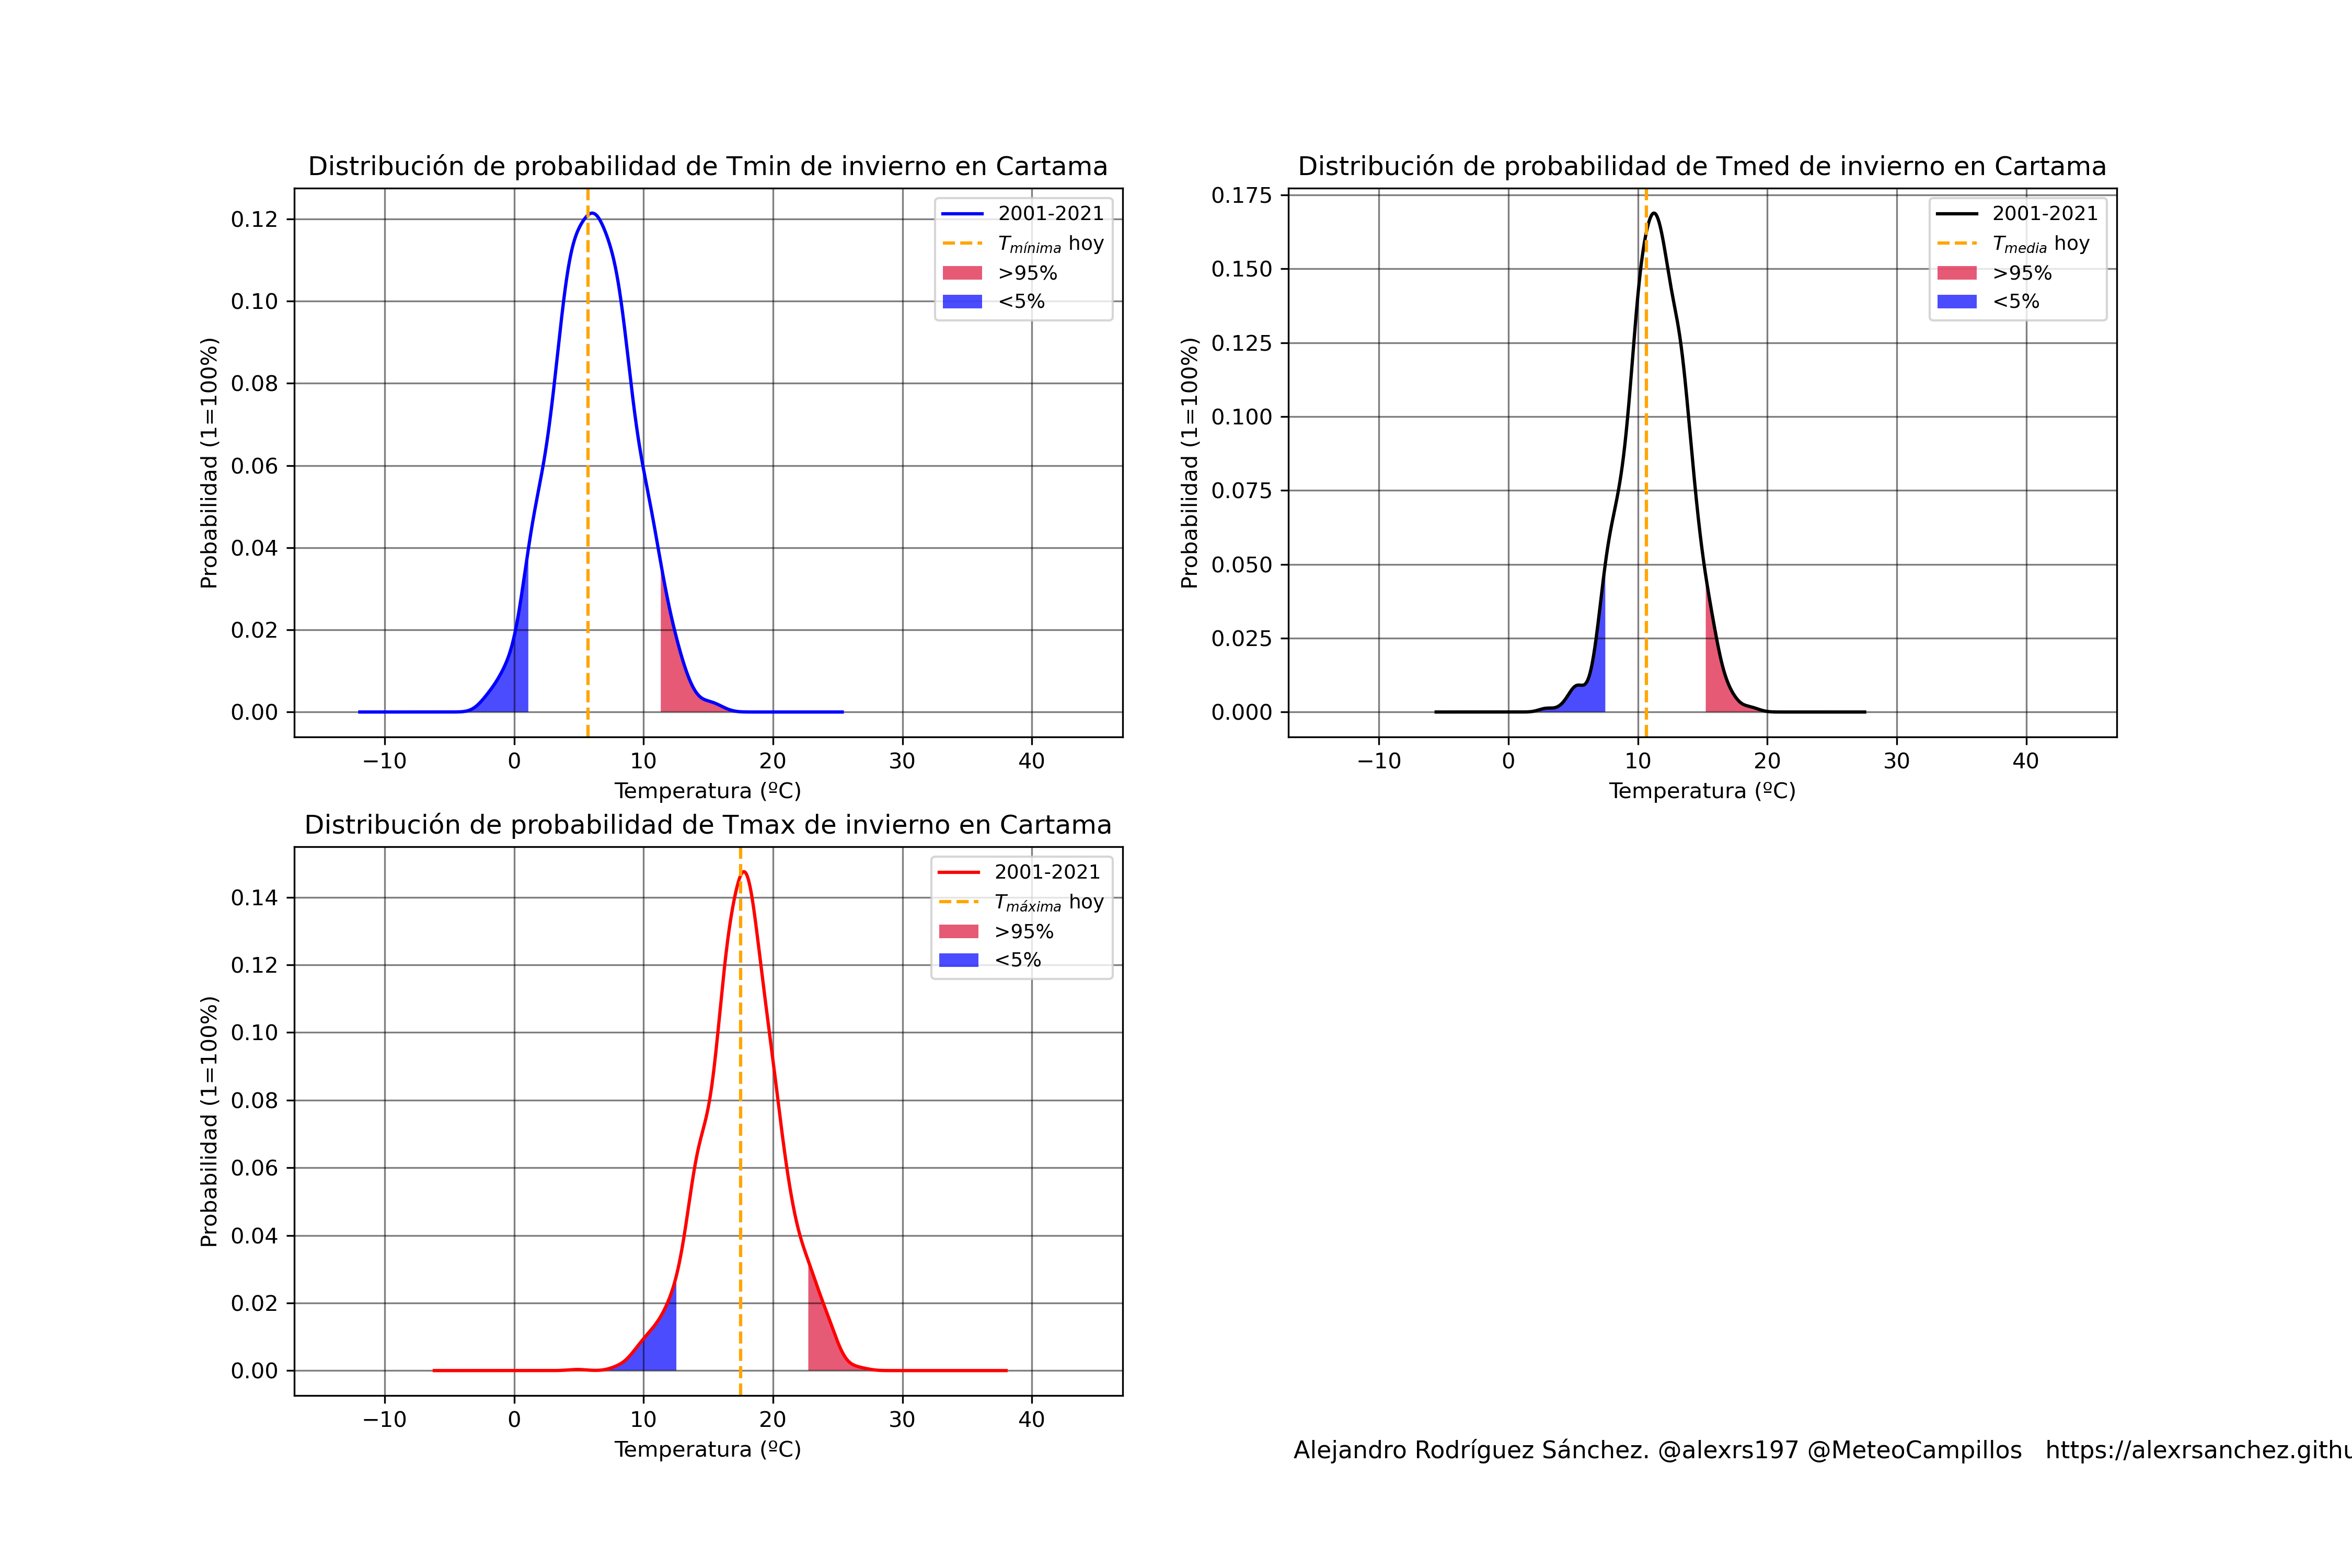 Distribución de probabilidad de Tmin de invierno en Cartama
0.12
0.10
0.08
0.06
0.04
0.02
0.00
Probabilidad (1=100%)
2001-2021
T mínima hoy
>95%
<5%
−10 0 10 20 30 40
Temperatura (ºC)
Distribución de probabilidad de Tmed de invierno en Cartama
0.175
0.150
0.125
0.100
0.075
0.050
0.025
0.000
Probabilidad (1=100%)
2001-2021
T media hoy
>95%
<5%
−10 0 10 20 30 40
Temperatura (ºC)
Distribución de probabilidad de Tmax de invierno en Cartama
0.14
0.12
0.10
0.08
0.06
0.04
0.02
0.00
Probabilidad (1=100%)
2001-2021
T máxima hoy
>95%
<5%
−10 0 10 20 30 40
Temperatura (ºC)
Alejandro Rodríguez Sánchez. @alexrs197 @MeteoCampillos https://alexrsanchez.githu